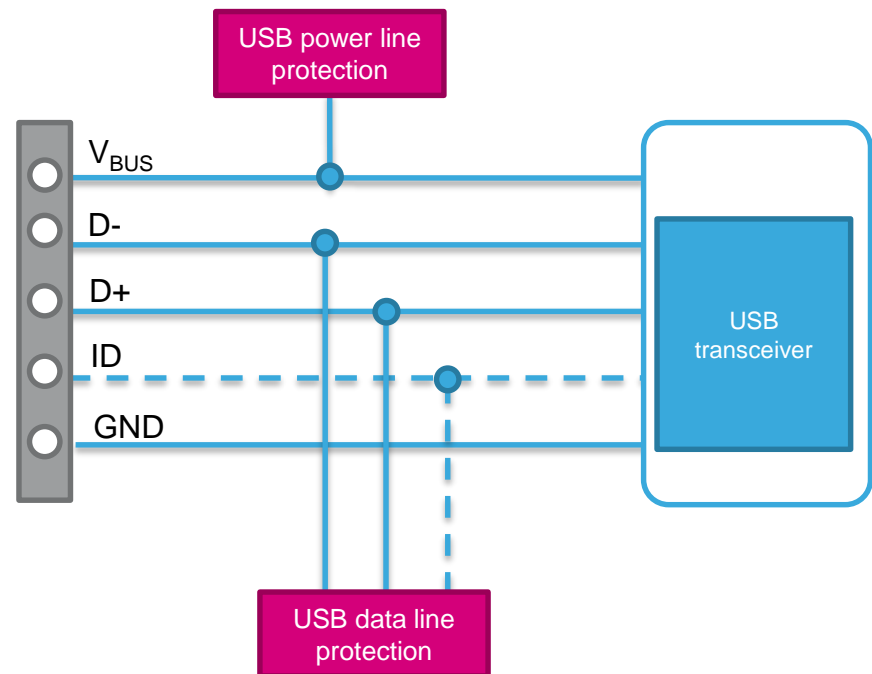 USB power line
protection
VBUS
D-
D+
ID
GND
USB
transceiver
USB data line
protection